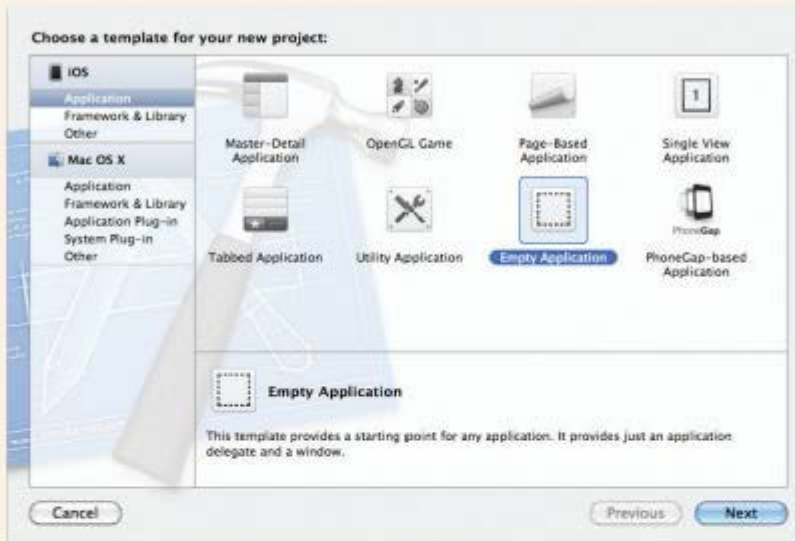 Choose a template for your new project:
iOS
Application
Framework & Library
Other
Mac OS X
Application
Framework & Library
Application Plug-in
System Plug-in
Other
Master-Detail
Application
OpenGL Game
Page-Based
Application
1
Single View
Application
Tabbed Application
Utility Application
Empty Application
PhoneGap
PhoneGap-based
Application
Empty Application
This template provides a starting point for any application. It provides just an application
delegate and a window.
Cancel
Previous
Next